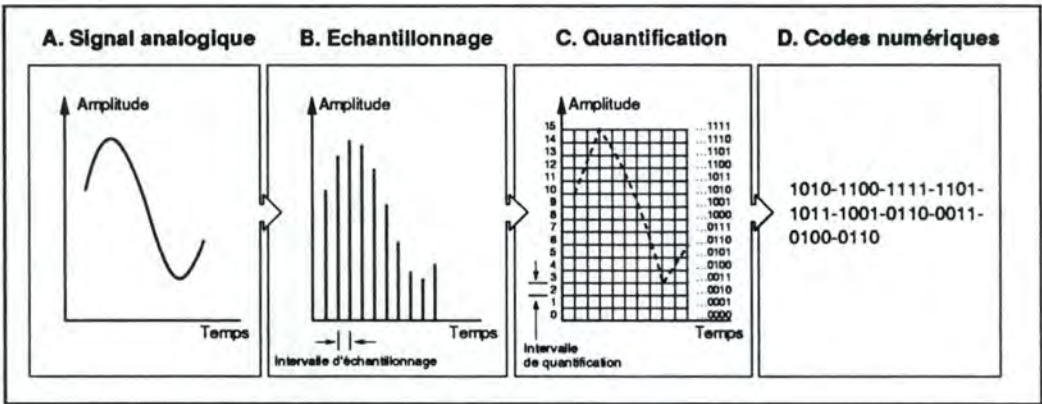 A. Signal analogique
B. Echantillonnage
C. Quantification
D. Codes numériques
Amplitude
Temps
Amplitude
Temps
Intervalle d'échantillonnage
Amplitude
15
14
13
12
11
10
9
8
7
6
5
4
3
2
1
0
...1111
...1110
...1101
...1100
...1011
...1010
...1001
...1000
...0111
...0110
...0101
...0100
...0011
...0010
...0001
...0000
Temps
Intervalle
de quantification
1010-1100-1111-1101-
1011-1001-0110-0011-
0100-0110